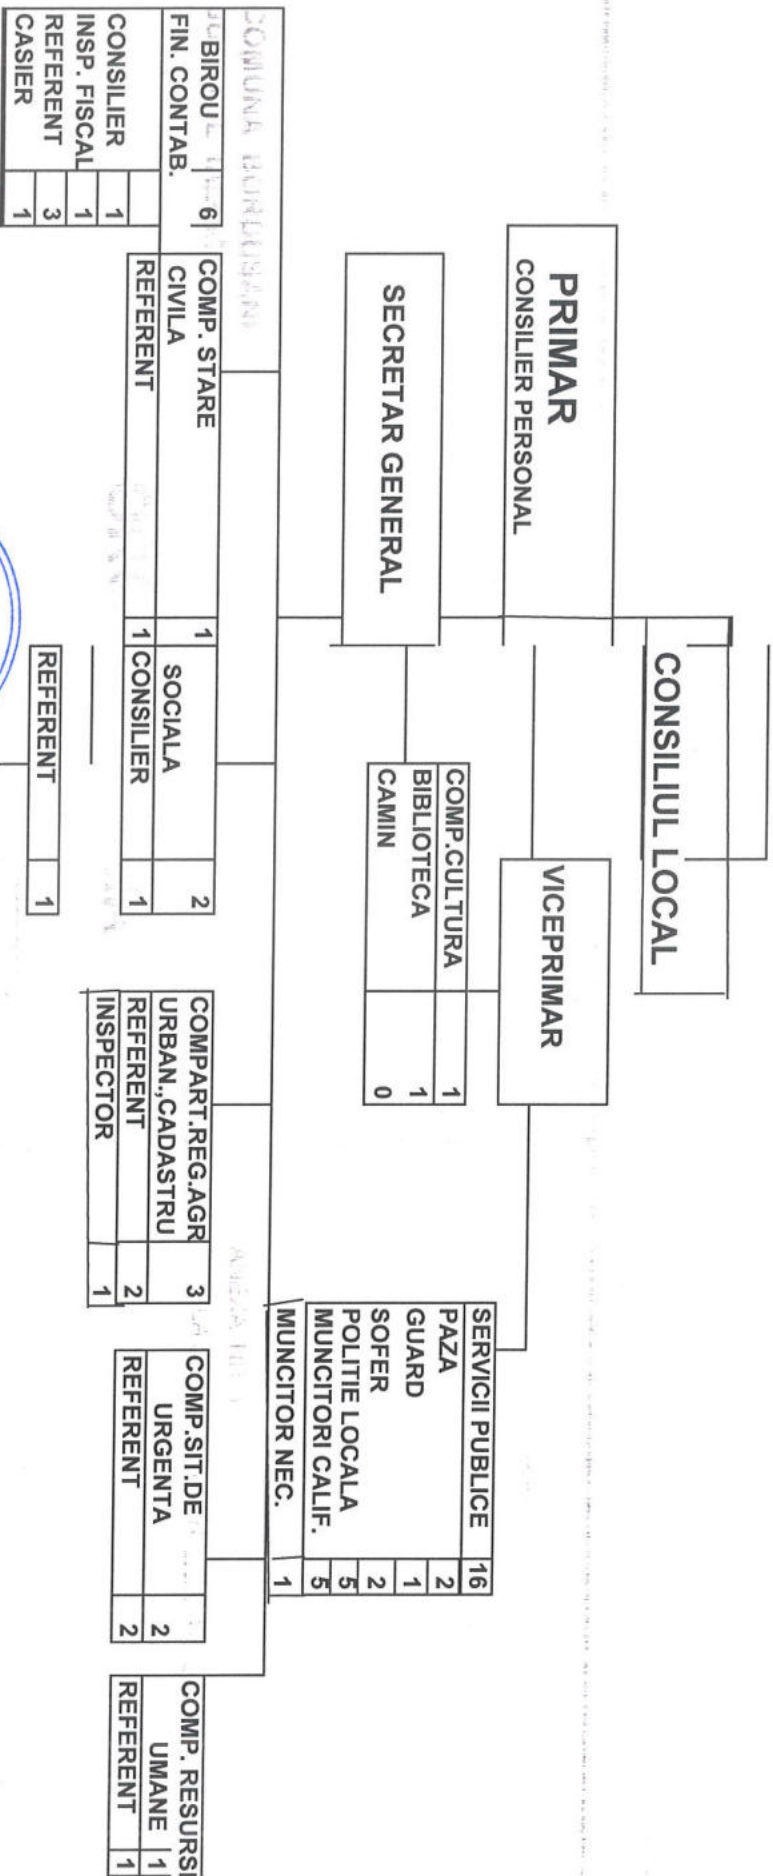 CONSILIUL LOCAL
PRIMAR
CONSILIER PERSONAL
VICEPRIMAR
SECRETAR GENERAL
COMP.CULTURA 1
BIBLIOTECA 1
CAMIN 0
SERVICII PUBLICE 16
PAZA 2
GUARD 1
SOFER 2
POLITIE LOCALA 5
MUNCITORI CALIF. 5
MUNCITOR NEC. 1
BIROU 6
FIN. CONTAB.
CONSILIER 1
INSP. FISCAL 1
REFERENT 3
CASIER 1
COMP. STARE
CIVILA 1
REFERENT 1
SOCIALA 2
CONSILIER 1
REFERENT 1
COMPART.REG.AGR
URBAN.,CADASTRU 3
REFERENT 2
INSPECTOR 1
COMP.SIT.DE
URGENTA 2
REFERENT 2
COMP. RESURSE
UMANE 1
REFERENT 1